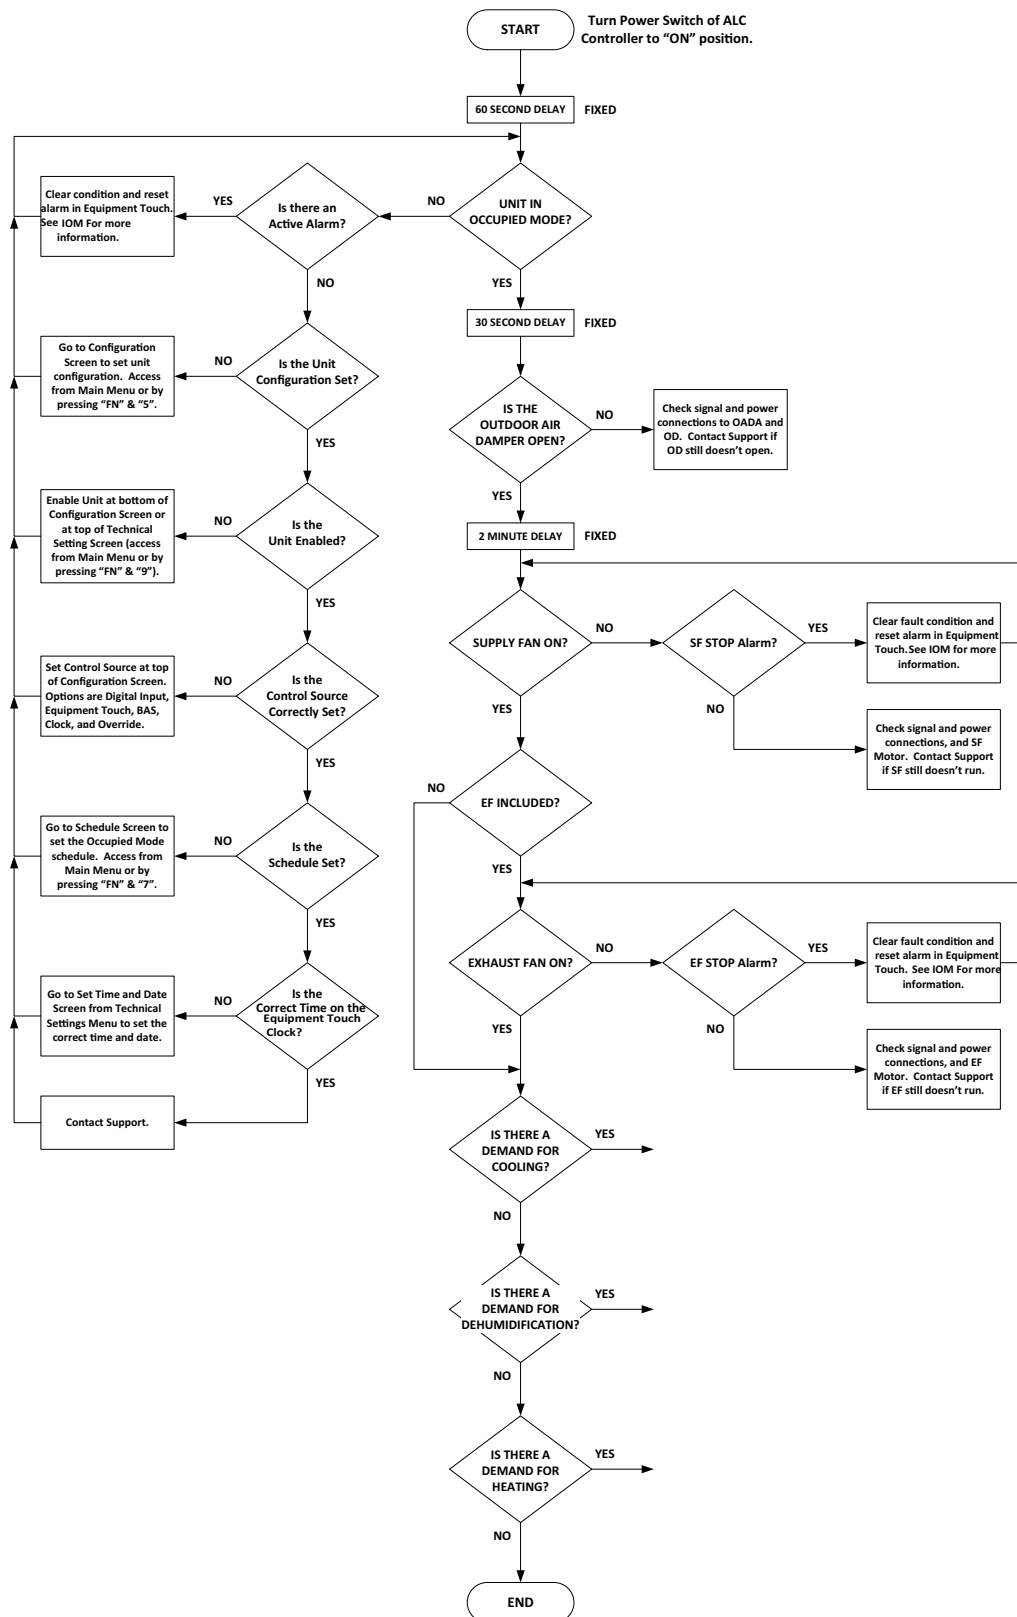 START
Turn Power Switch of ALC
Controller to “ON” position.
60 SECOND DELAY
FIXED
UNIT IN
OCCUPIED MODE?
NO
YES
Is there an
Active Alarm?
YES
NO
Clear condition and reset
alarm in Equipment Touch.
See IOM For more
information.
30 SECOND DELAY
FIXED
Is the Unit
Configuration Set?
NO
YES
Go to Configuration
Screen to set unit
configuration. Access
from Main Menu or by
pressing “FN” & “5”.
IS THE
OUTDOOR AIR
DAMPER OPEN?
NO
YES
Check signal and power
connections to OADA and
OD. Contact Support if
OD still doesn’t open.
Enable Unit at bottom of
Configuration Screen or
at top of Technical
Setting Screen (access
from Main Menu or by
pressing “FN” & “9”).
NO
Is the
Unit Enabled?
YES
2 MINUTE DELAY
FIXED
SUPPLY FAN ON?
NO
YES
SF STOP Alarm?
YES
NO
Clear fault condition and
reset alarm in Equipment
Touch. See IOM for more
information.
Check signal and power
connections, and SF
Motor. Contact Support
if SF still doesn’t run.
Set Control Source at top
of Configuration Screen.
Options are Digital Input,
Equipment Touch, BAS,
Clock, and Override.
NO
Is the
Control Source
Correctly Set?
YES
NO
EF INCLUDED?
YES
Go to Schedule Screen to
set the Occupied Mode
schedule. Access from
Main Menu or by
pressing “FN” & “7”.
NO
Is the
Schedule Set?
YES
EXHAUST FAN ON?
NO
YES
EF STOP Alarm?
YES
NO
Clear fault condition and
reset alarm in Equipment
Touch. See IOM For more
information.
Check signal and power
connections, and EF
Motor. Contact Support
if EF still doesn’t run.
Go to Set Time and Date
Screen from Technical
Settings Menu to set the
correct time and date.
NO
Is the
Correct Time on the
Equipment Touch
Clock?
YES
Contact Support.
IS THERE A
DEMAND FOR
COOLING?
YES
NO
IS THERE A
DEMAND FOR
DEHUMIDIFICATION?
YES
NO
IS THERE A
DEMAND FOR
HEATING?
YES
NO
END